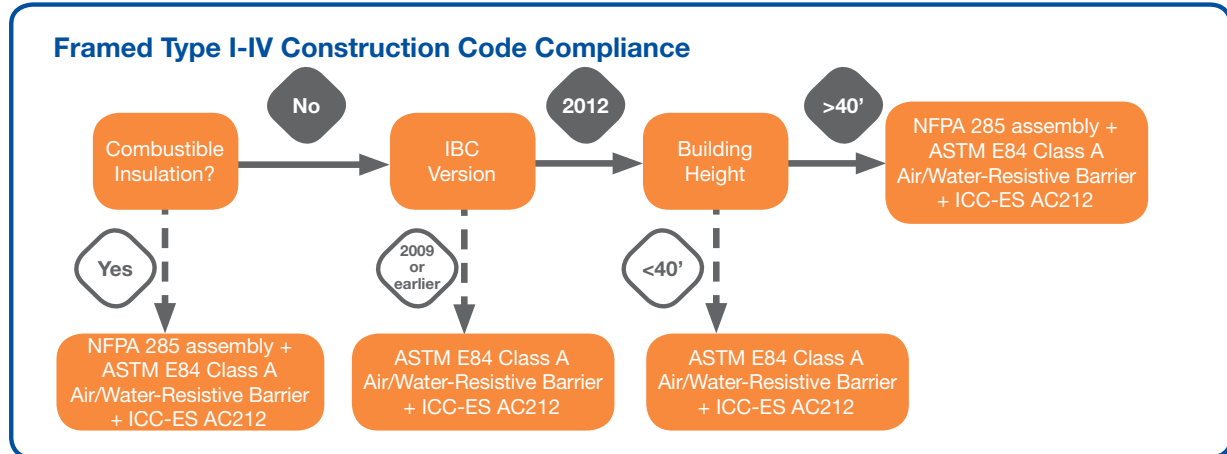 Framed Type I-IV Construction Code Compliance
No
2012
>40’
Combustible
Insulation?
IBC
Version
Building
Height
NFPA 285 assembly +
ASTM E84 Class A
Air/Water-Resistive Barrier
+ ICC-ES AC212
Yes
2009
or
earlier
<40’
NFPA 285 assembly +
ASTM E84 Class A
Air/Water-Resistive Barrier
+ ICC-ES AC212
ASTM E84 Class A
Air/Water-Resistive Barrier
+ ICC-ES AC212
ASTM E84 Class A
Air/Water-Resistive Barrier
+ ICC-ES AC212